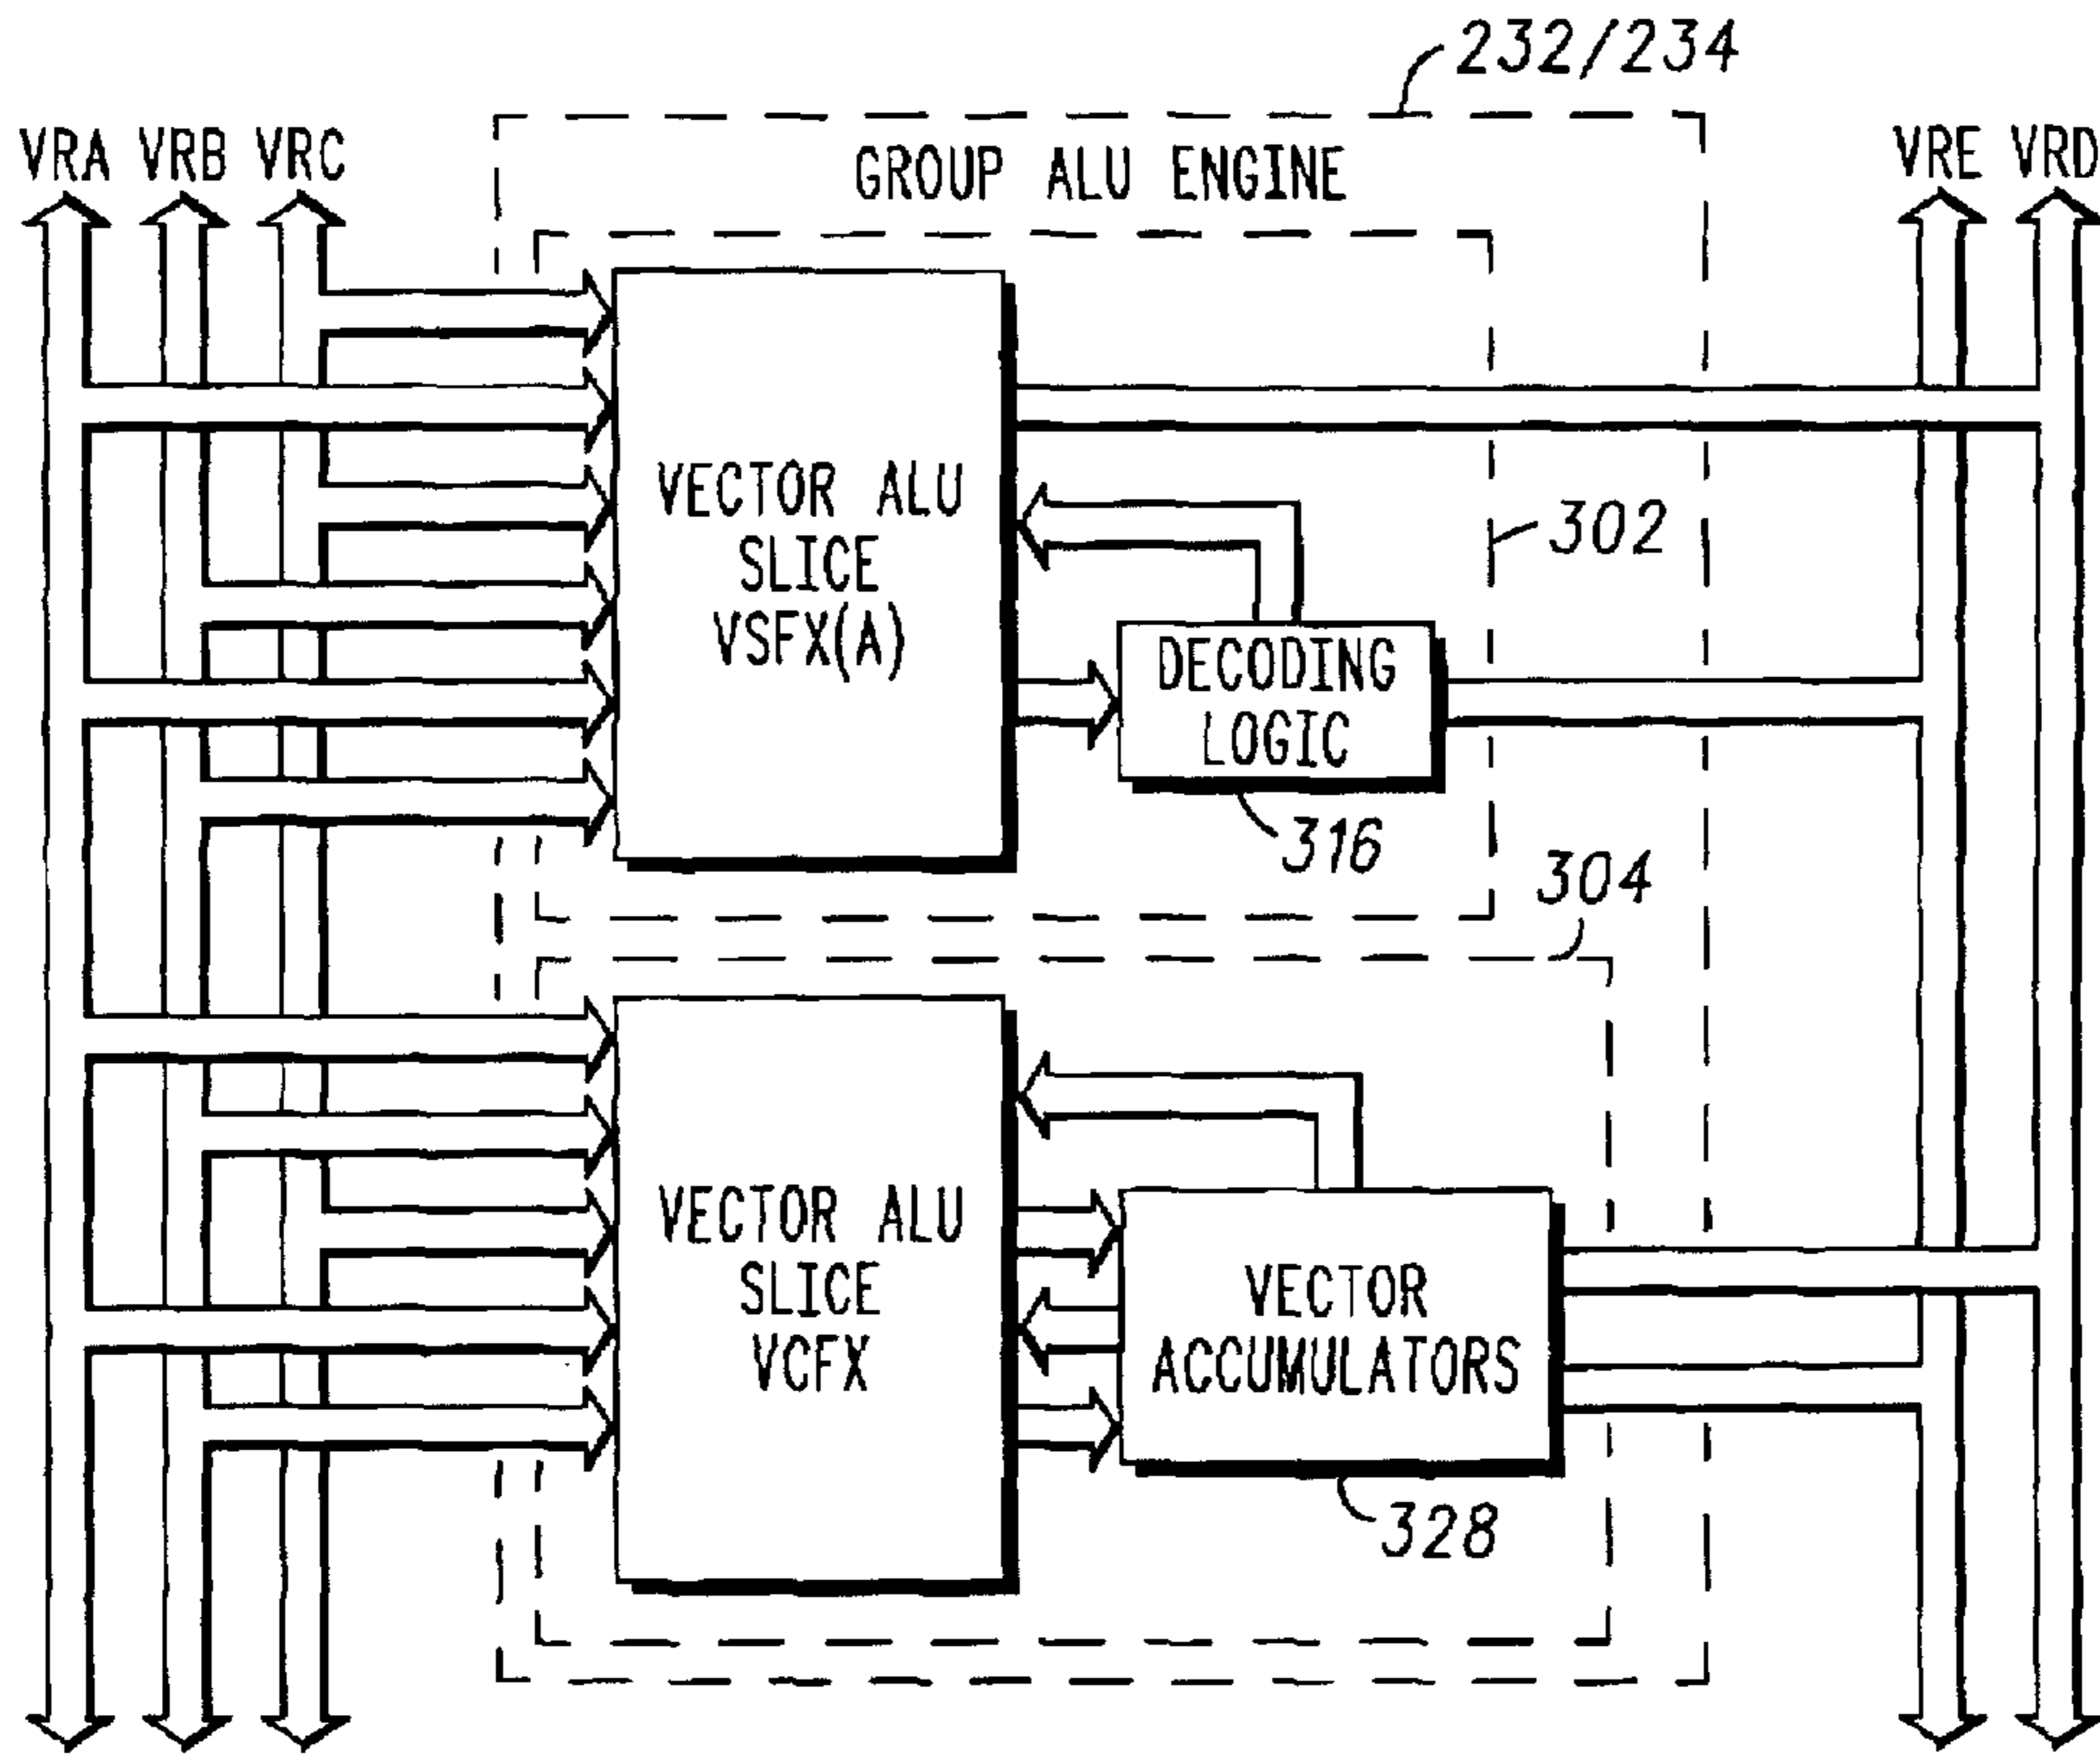 232/234
VRA VRB VRC
GROUP ALU ENGINE
VRE VRD
VECTOR ALU
SLICE
VSFX(A)
302
DECODING
LOGIC
316
304
VECTOR ALU
SLICE
VCFX
VECTOR
ACCUMULATORS
328